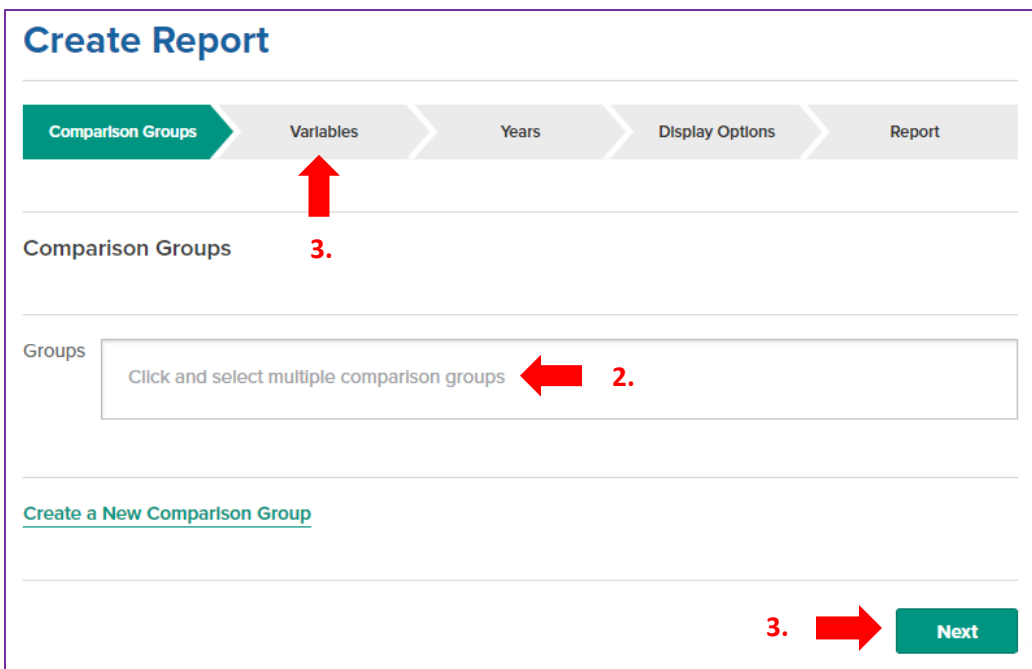 Create Report
Comparison Groups Variables Years Display Options Report
3.
Comparison Groups
Groups
Click and select multiple comparison groups 2.
Create a New Comparison Group
3. Next